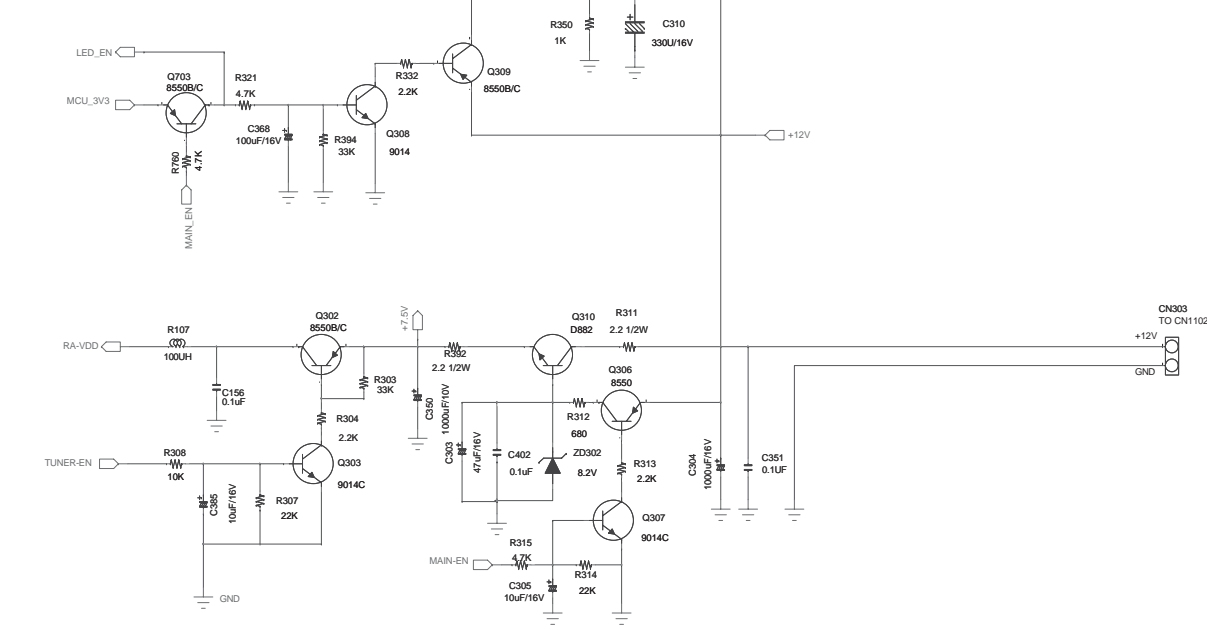 R350
1K
C310
330U/16V
LED_EN
Q703
8550B/C
R321
4.7K
MCU_3V3
R332
2.2K
Q309
8550B/C
C368
100uF/16V
R394
33K
Q308
9014
+12V
R760
4.7K
MAIN_EN
CN303
TO CN1102
+7.5V
Q302
8550B/C
Q310
D882
R311
2.2 1/2W
R107
100UH
RA-VDD
R392
2.2 1/2W
+12V
GND
Q306
8550
R303
33K
C156
0.1uF
C350
1000uF/10V
R312
680
R304
2.2K
C303
47uF/16V
C402
0.1uF
ZD302
8.2V
R313
2.2K
C304
1000uF/16V
C351
0.1UF
TUNER-EN
R308
10K
Q303
9014C
C385
10uF/16V
R307
22K
Q307
9014C
R315
4.7K
MAIN-EN
R314
22K
C305
10uF/16V
GND